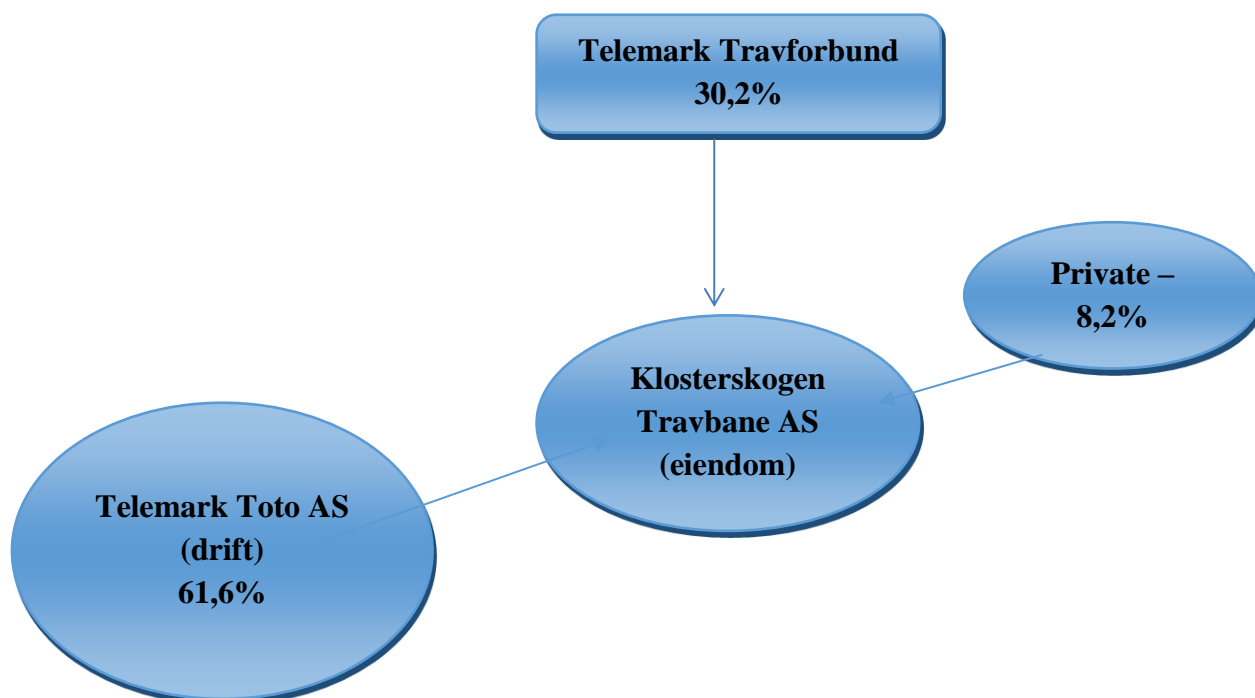 Telemark Travforbund
30,2%
Private –
8,2%
Klosterskogen
Travbane AS
(eiendom)
Telemark Toto AS
(drift)
61,6%